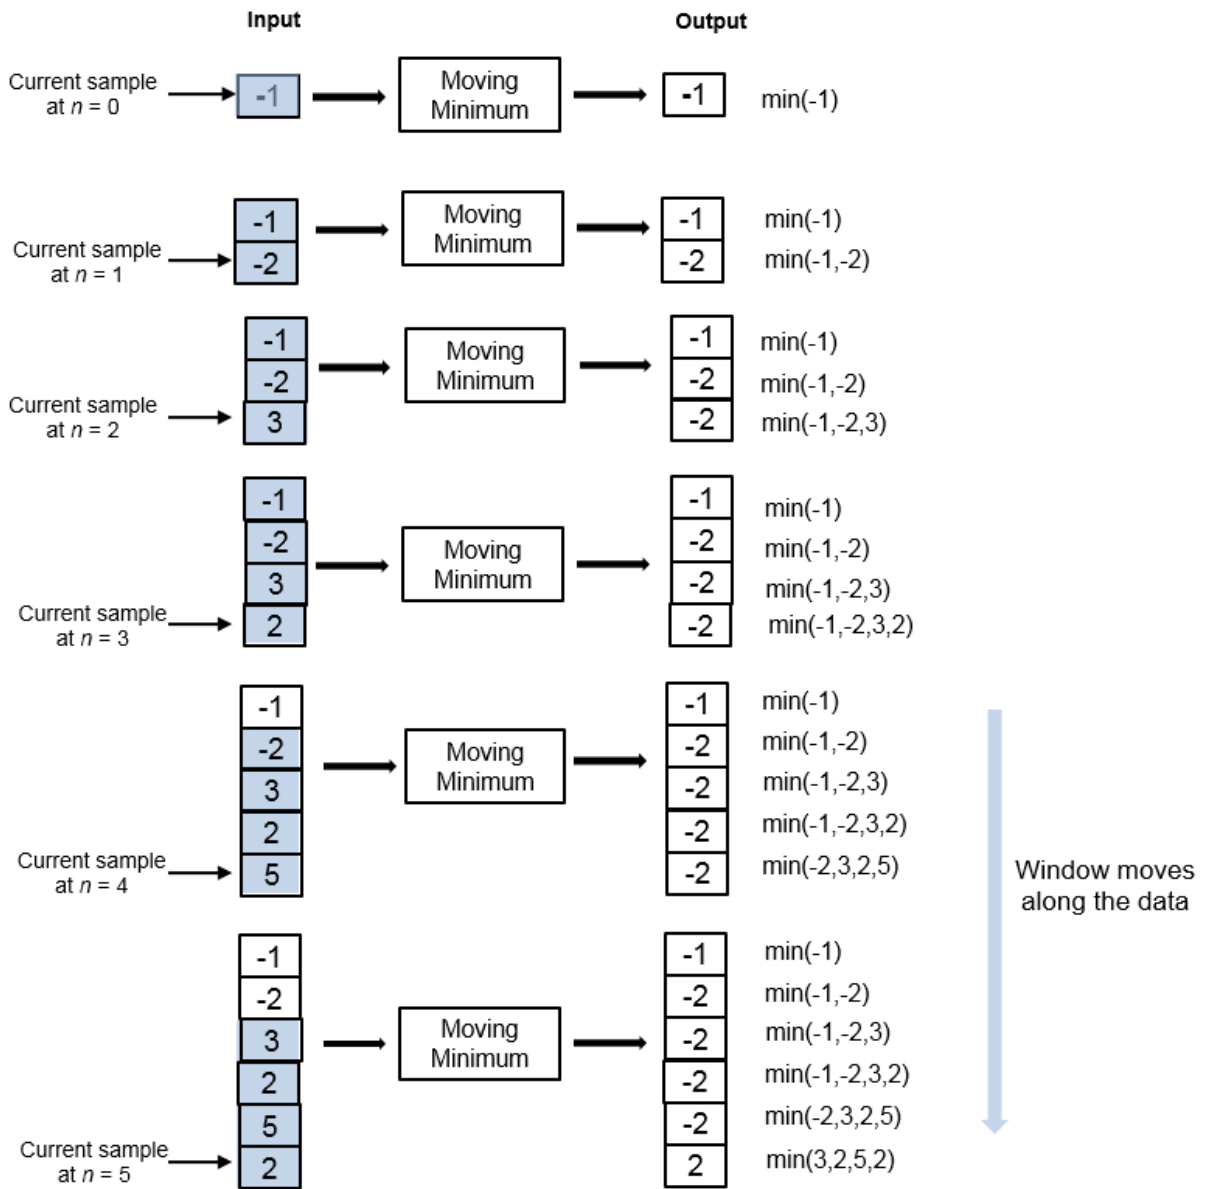 Input
Output
Current sample
at n = 0
-1
Moving
Minimum
-1
min(-1)
Current sample
at n = 1
-1
-2
Moving
Minimum
-1
-2
min(-1)
min(-1,-2)
Current sample
at n = 2
-1
-2
3
Moving
Minimum
-1
-2
-2
min(-1)
min(-1,-2)
min(-1,-2,3)
Current sample
at n = 3
-1
-2
3
2
Moving
Minimum
-1
-2
-2
-2
min(-1)
min(-1,-2)
min(-1,-2,3)
min(-1,-2,3,2)
Current sample
at n = 4
-1
-2
3
2
5
Moving
Minimum
-1
-2
-2
-2
-2
min(-1)
min(-1,-2)
min(-1,-2,3)
min(-1,-2,3,2)
min(-2,3,2,5)
Window moves
along the data
Current sample
at n = 5
-1
-2
3
2
5
2
Moving
Minimum
-1
-2
-2
-2
-2
2
min(-1)
min(-1,-2)
min(-1,-2,3)
min(-1,-2,3,2)
min(-2,3,2,5)
min(3,2,5,2)